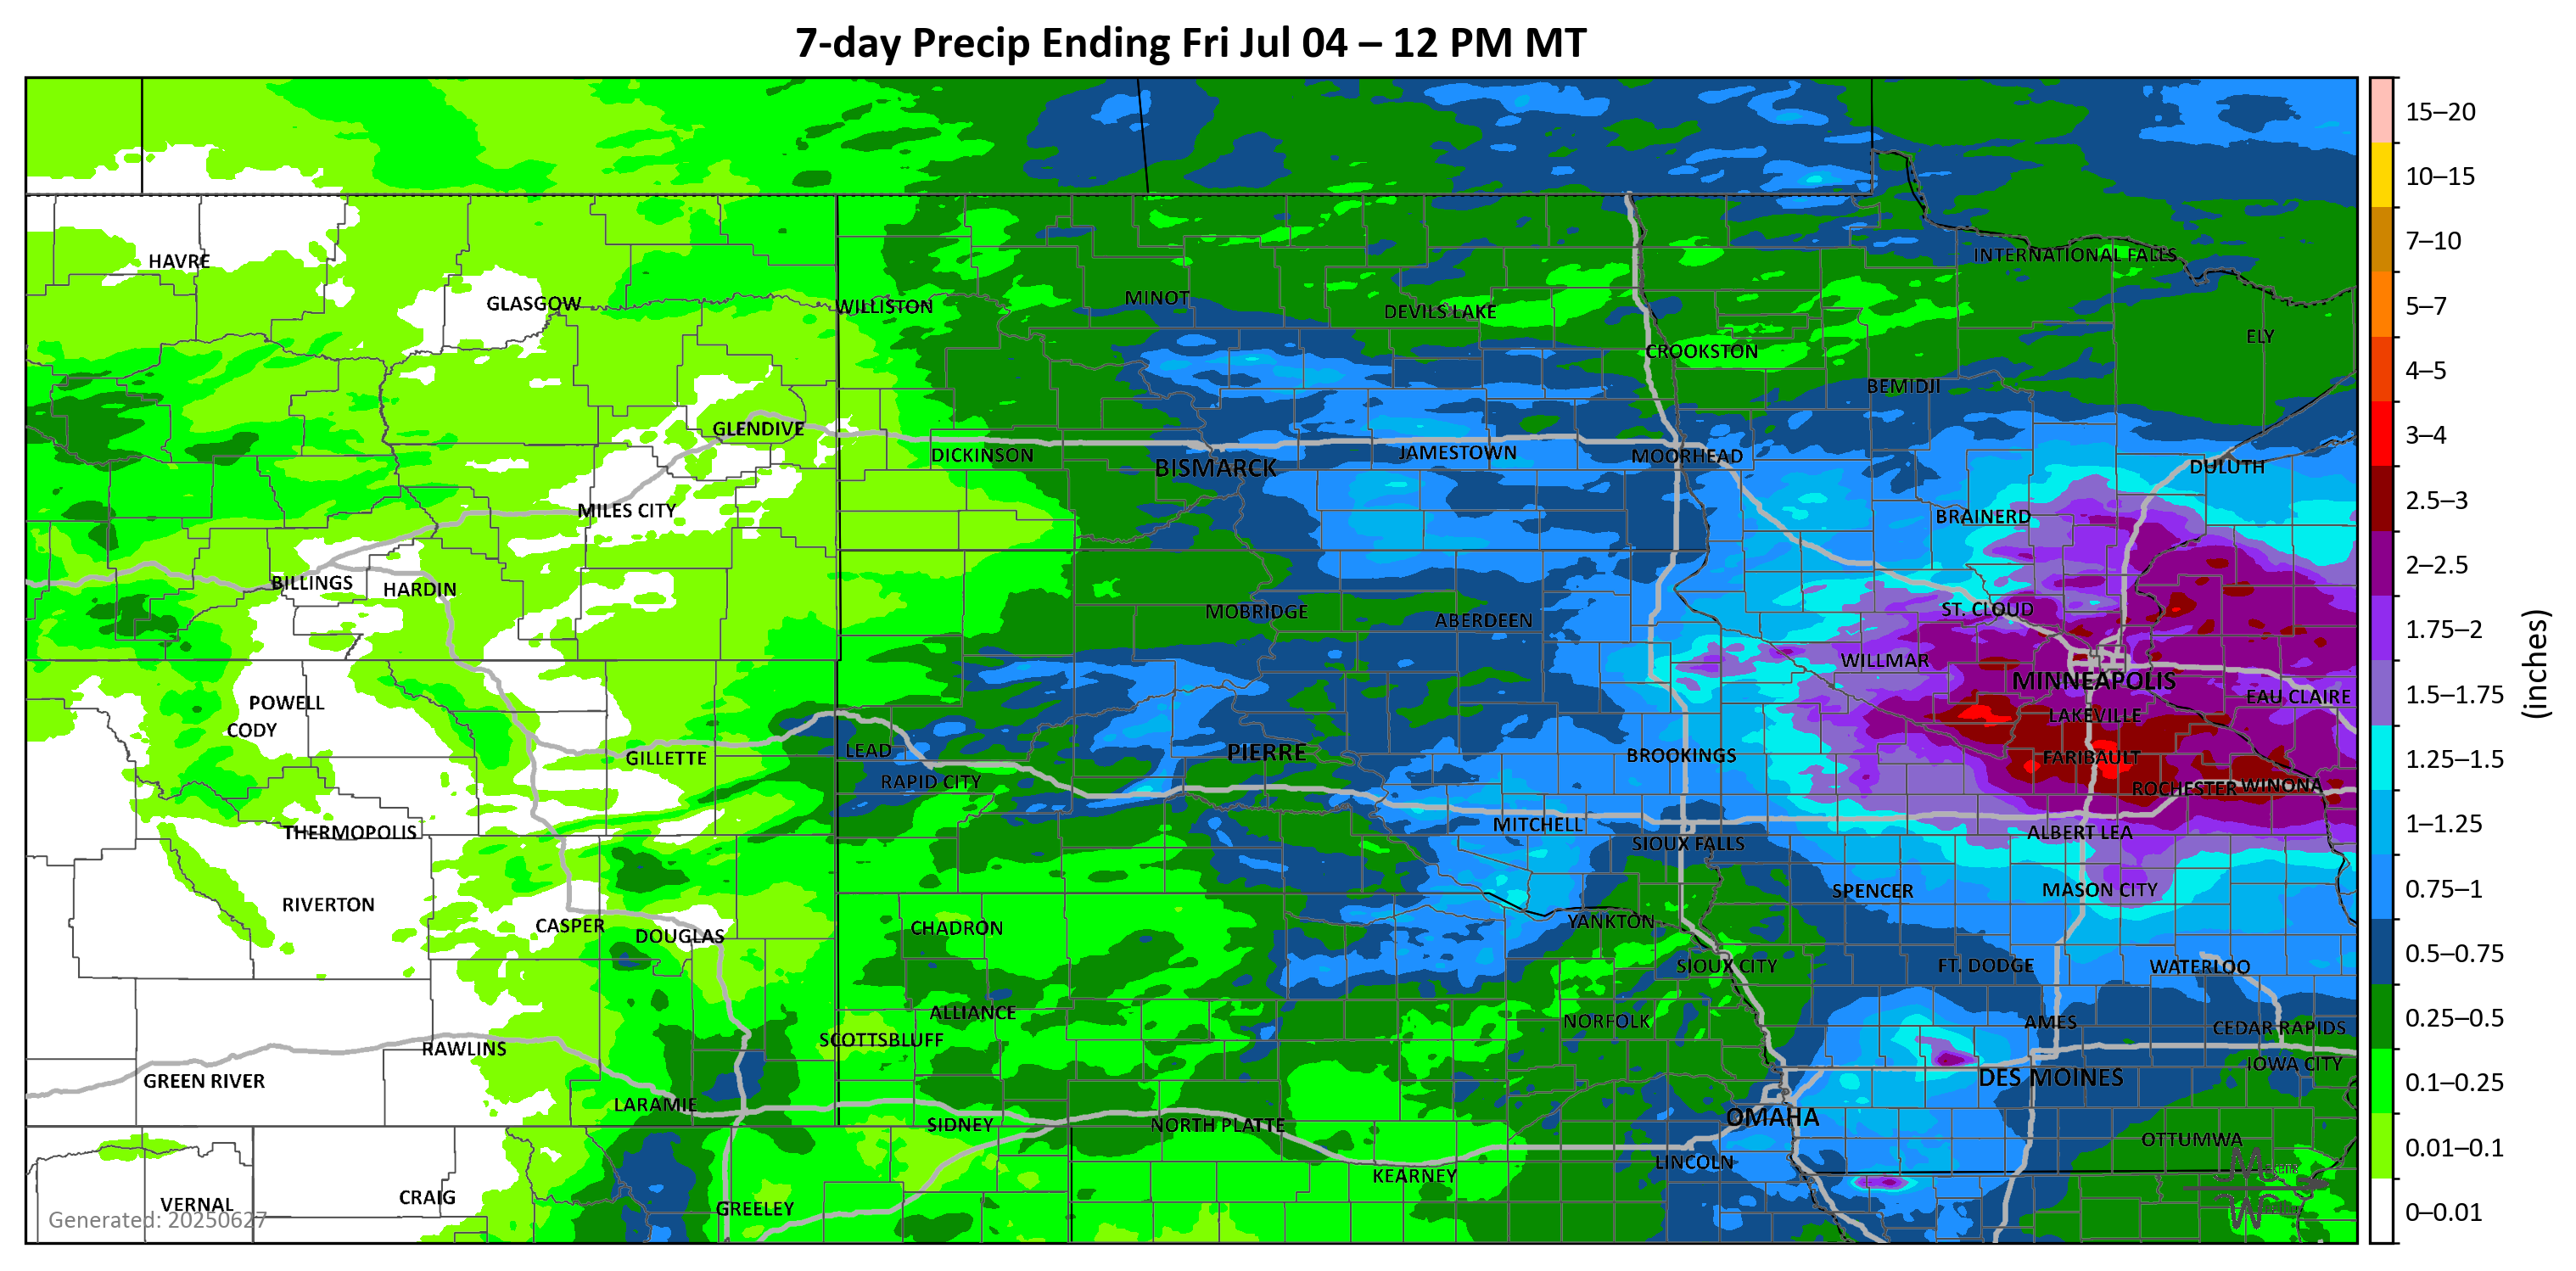 7-day Precip Ending Fri Jul 04 – 12 PM MT
15–20
10–15
7–10
5–7
4–5
3–4
2.5–3
2–2.5
1.75–2
1.5–1.75
1.25–1.5
1–1.25
0.75–1
0.5–0.75
0.25–0.5
0.1–0.25
0.01–0.1
0–0.01
(inches)
HAVRE
INTERNATIONAL FALLS
GLASGOW
WILLISTON
MINOT
DEVILS LAKE
ELY
CROOKSTON
BEMIDJI
GLENDIVE
DICKINSON
BISMARCK
JAMESTOWN
MOORHEAD
DULUTH
MILES CITY
BRAINERD
BILLINGS
HARDIN
MOBRIDGE
ABERDEEN
ST. CLOUD
WILLMAR
MINNEAPOLIS
EAU CLAIRE
POWELL
CODY
LAKEVILLE
GILLETTE
LEAD
RAPID CITY
PIERRE
BROOKINGS
FARIBAULT
ROCHESTER
WINONA
THERMOPOLIS
MITCHELL
SIOUX FALLS
ALBERT LEA
RIVERTON
CASPER
DOUGLAS
CHADRON
YANKTON
SPENCER
MASON CITY
SIOUX CITY
FT. DODGE
WATERLOO
ALLIANCE
SCOTTSBLUFF
NORFOLK
AMES
CEDAR RAPIDS
RAWLINS
GREEN RIVER
IOWA CITY
DES MOINES
LARAMIE
SIDNEY
NORTH PLATTE
OMAHA
OTTUMWA
KEARNEY
LINCOLN
VERNAL
CRAIG
GREELEY
Generated: 20250627